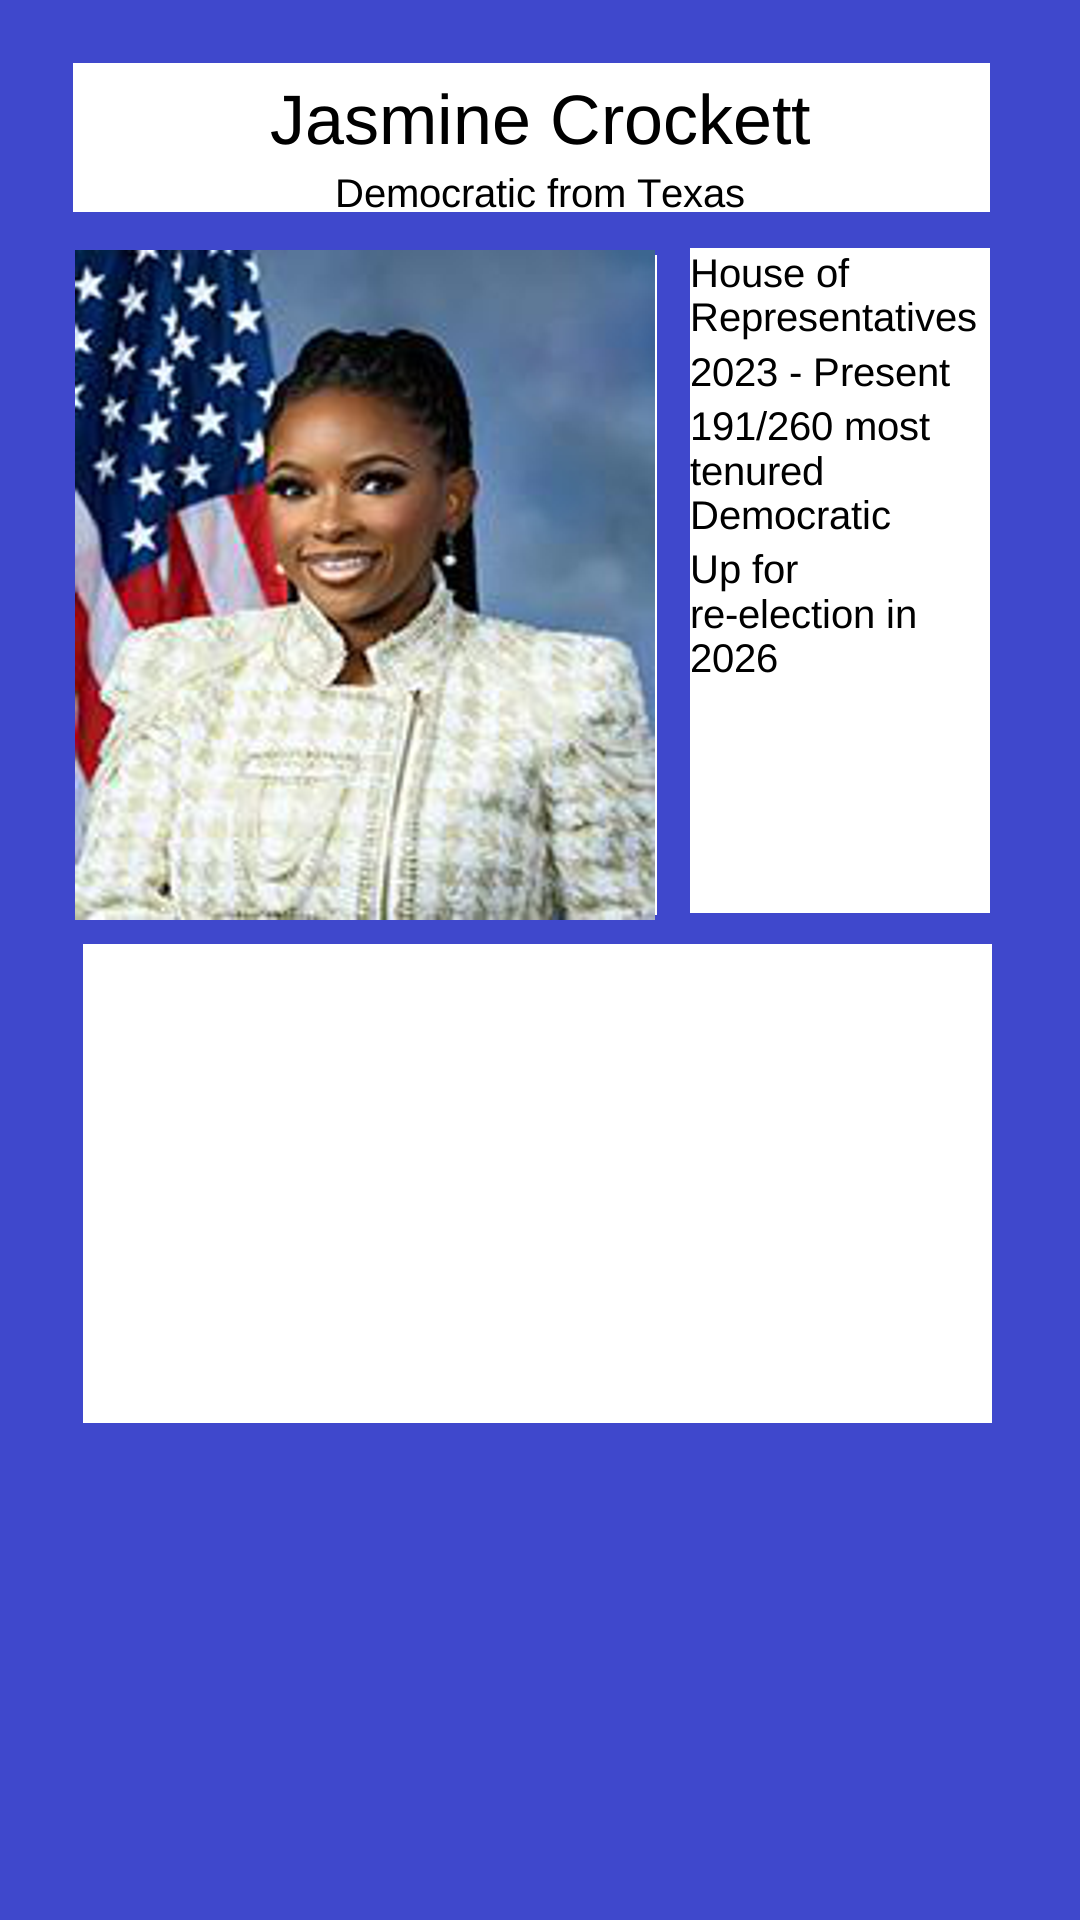 Jasmine Crockett
Democratic from Texas
House of
Representatives
2023 - Present
191/260 most
tenured
Democratic
Up for
re-election in
2026